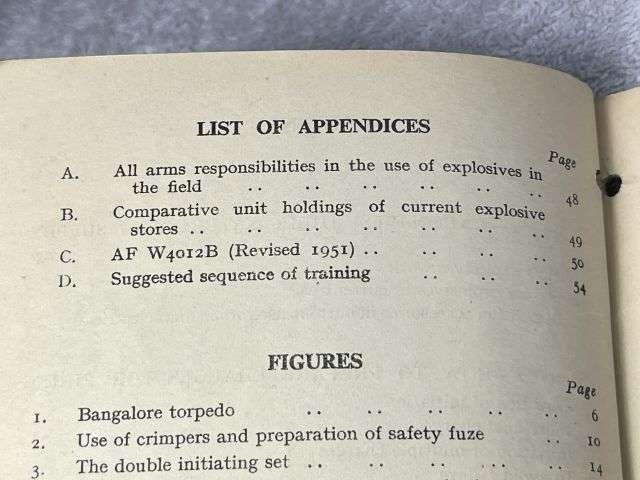 LIST OF APPENDICES
Page
A. All arms responsibilities in the use of explosives in
the field .. .. .. .. .. .. 48
B. Comparative unit holdings of current explosive
stores .. .. .. .. .. .. .. 49
C. AF W4012B (Revised 1951) .. .. .. .. 50
D. Suggested sequence of training .. .. .. 54
FIGURES
Page
1. Bangalore torpedo .. .. .. .. .. 6
2. Use of crimpers and preparation of safety fuze .. 10
3. The double initiating set .. .. .. .. .. 14